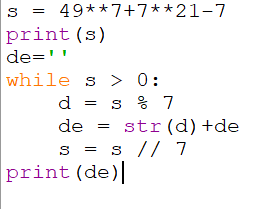 s = 49**7+7**21-7
print(s)
de=''
while s > 0:
    d = s % 7
    de = str(d)+de
    s = s // 7
print(de)